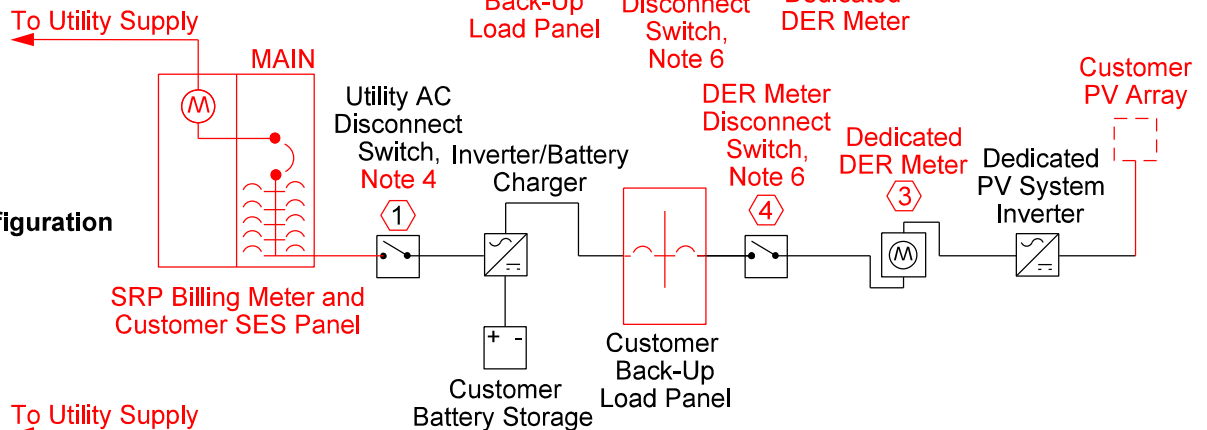 Back-Up
Load Panel
Disconnect
Switch,
Note 6
Dedicated
DER Meter
To Utility Supply
MAIN
M
Utility AC
Disconnect
Switch,
Note 4
1
Inverter/Battery
Charger
DER Meter
Disconnect
Switch,
Note 6
4
Dedicated
DER Meter
3
M
Dedicated
PV System
Inverter
Customer
PV Array
figuration
SRP Billing Meter and
Customer SES Panel
+ -
Customer
Battery Storage
Customer
Back-Up
Load Panel
To Utility Supply